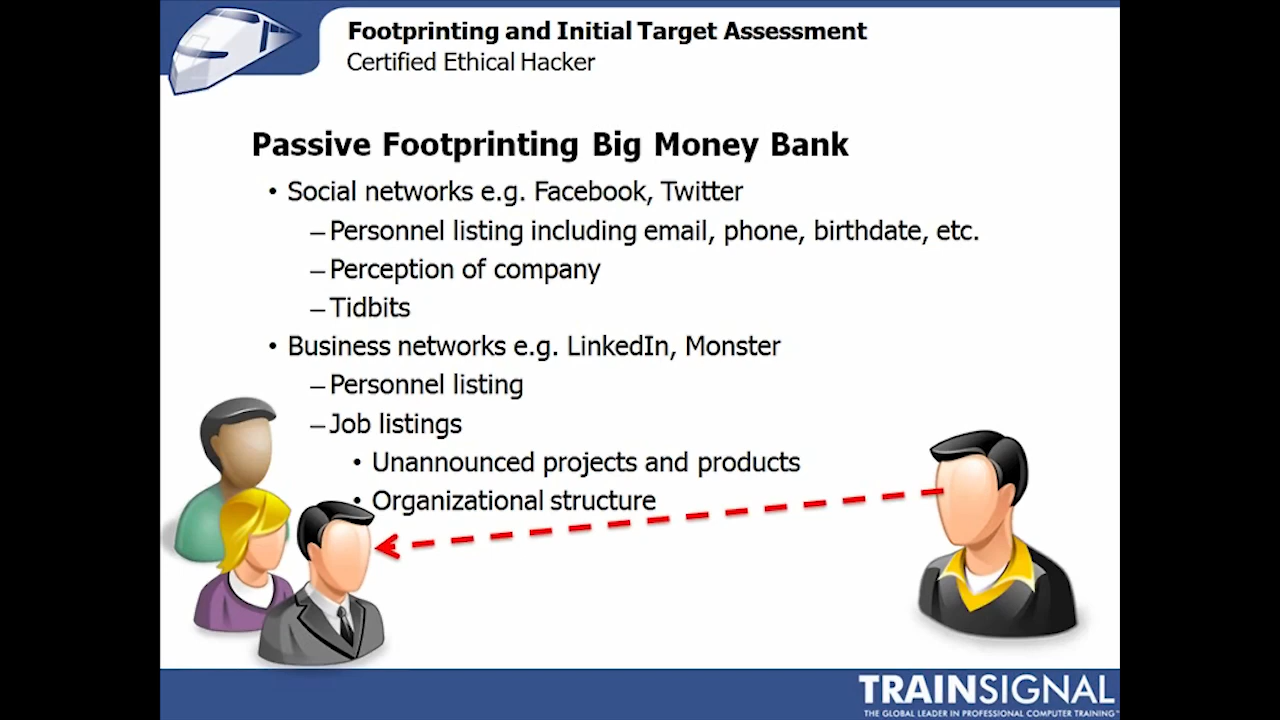 Footprinting and Initial Target Assessment
Certified Ethical Hacker
Passive Footprinting Big Money Bank
• Social networks e.g. Facebook, Twitter
– Personnel listing including email, phone, birthdate, etc.
– Perception of company
– Tidbits
• Business networks e.g. LinkedIn, Monster
– Personnel listing
– Job listings
• Unannounced projects and products
• Organizational structure
TRAINSIGNAL
THE GLOBAL LEADER IN PROFESSIONAL COMPUTER TRAINING™